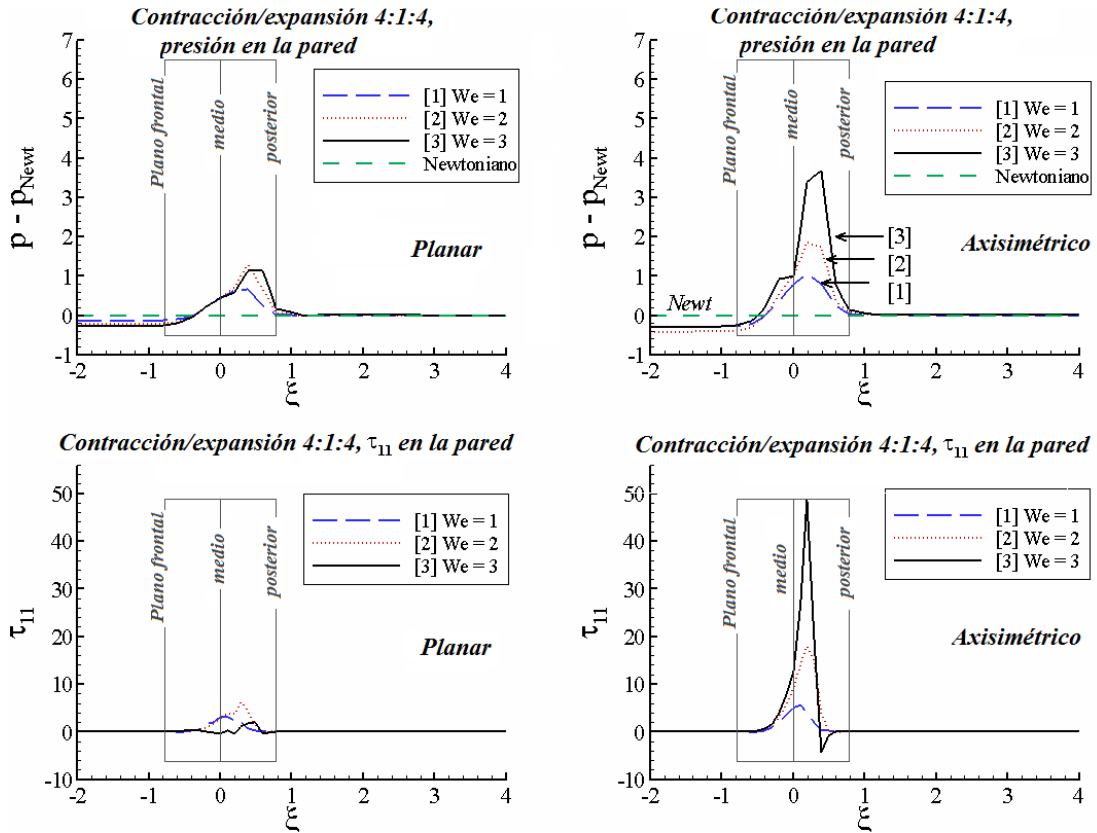 Contracción/expansión 4:1:4,
presión en la pared
7
6
5
4
3
2
1
0
-1
p - pNewt
Plano frontal
medio
posterior
[1] We = 1
[2] We = 2
[3] We = 3
Newtoniano
Planar
-2
-1
0
1
2
3
4
ξ
Contracción/expansión 4:1:4,
presión en la pared
7
6
5
4
3
2
1
0
-1
p - pNewt
Plano frontal
medio
posterior
[1] We = 1
[2] We = 2
[3] We = 3
Newtoniano
[3]
[2]
[1]
Axisimétrico
Newt
-2
-1
0
1
2
3
4
ξ
Contracción/expansión 4:1:4, τ11 en la pared
50
40
30
20
10
0
-10
τ11
Plano frontal
medio
posterior
[1] We = 1
[2] We = 2
[3] We = 3
Planar
-2
-1
0
1
2
3
4
ξ
Contracción/expansión 4:1:4, τ11 en la pared
50
40
30
20
10
0
-10
τ11
Plano frontal
medio
posterior
[1] We = 1
[2] We = 2
[3] We = 3
Axisimétrico
-2
-1
0
1
2
3
4
ξ